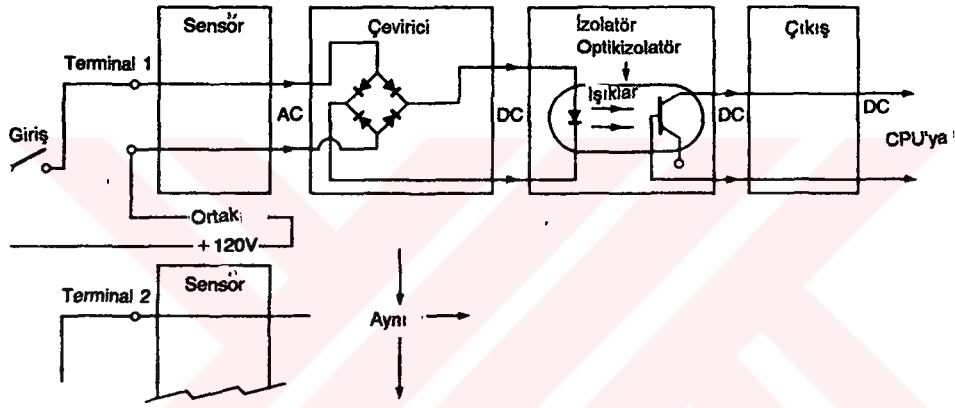 Sensör
Çevirici
İzolatör
Optikizolatör
Çıkış
Terminal 1
Işıklar
AC
DC
DC
DC
Giriş
CPU'ya
Ortak
+ 120V
Sensör
Terminal 2
Aynı